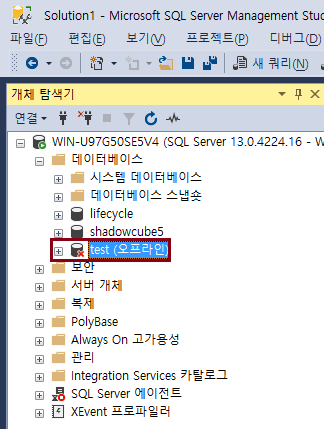 Solution1 - Microsoft SQL Server Management Stu
파일(F) 편집(E) 보기(V) 프로젝트(P) 디버그(D)
새 쿼리(N)
개체 탐색기
연결
WIN-U97G50SE5V4 (SQL Server 13.0.4224.16 - W
데이터베이스
시스템 데이터베이스
데이터베이스 스냅숏
lifecycle
shadowcube5
test (오프라인)
보안
서버 개체
복제
PolyBase
Always On 고가용성
관리
Integration Services 카탈로그
SQL Server 에이전트
XEvent 프로파일러